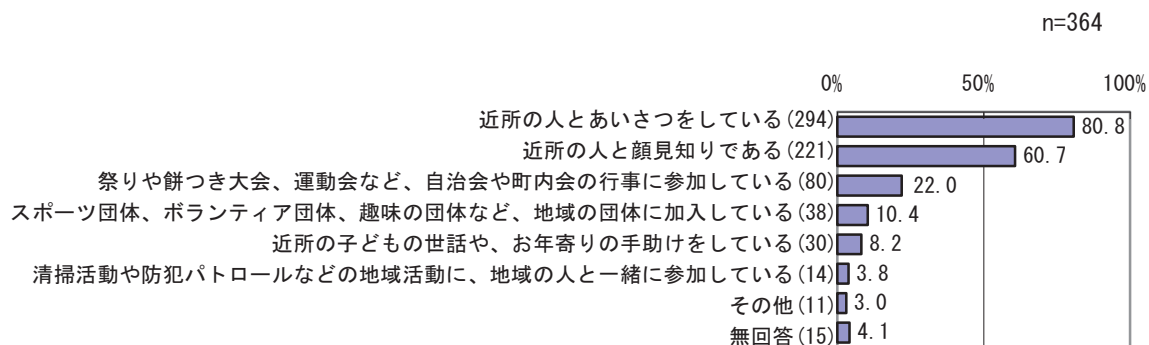 n=364
0% 50% 100%
近所の人とあいさつをしている(294) 80.8
近所の人と顔見知りである(221) 60.7
祭りや餅つき大会、運動会など、自治会や町内会の行事に参加している(80) 22.0
スポーツ団体、ボランティア団体、趣味の団体など、地域の団体に加入している(38) 10.4
近所の子どもの世話や、お年寄りの手助けをしている(30) 8.2
清掃活動や防犯パトロールなどの地域活動に、地域の人と一緒に参加している(14) 3.8
その他(11) 3.0
無回答(15) 4.1